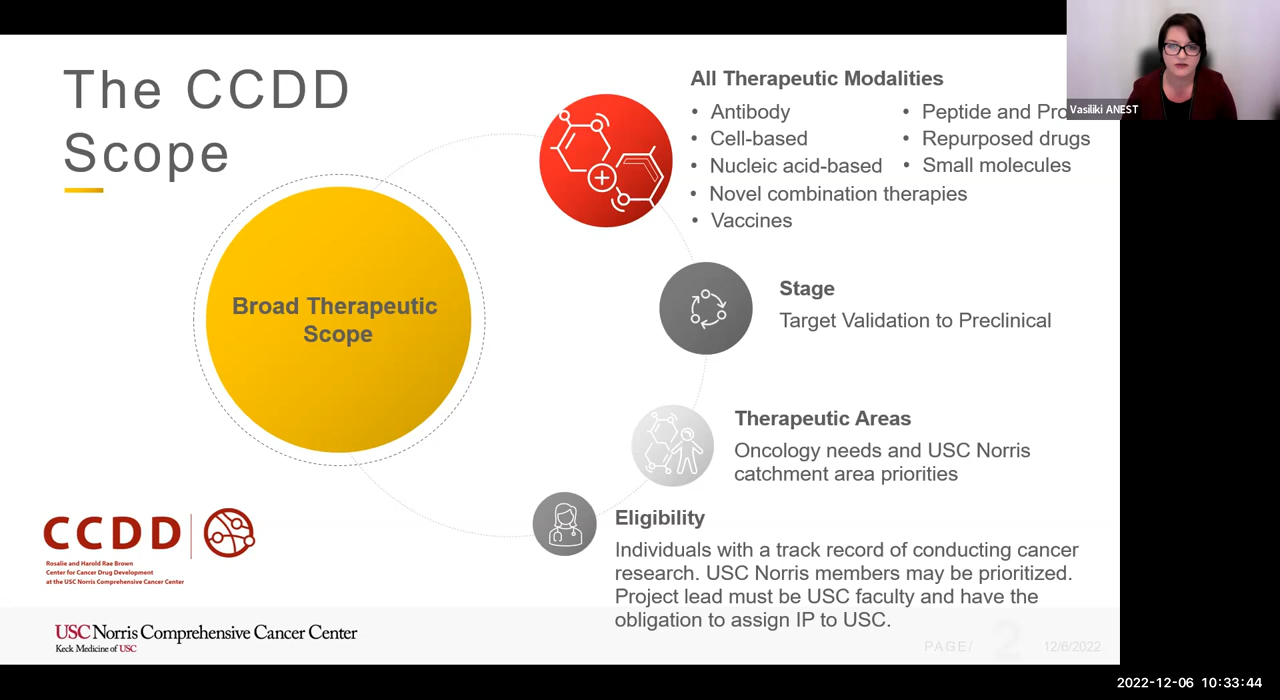 The CCDD
Scope
Broad Therapeutic
Scope
All Therapeutic Modalities
• Antibody
• Cell-based
• Nucleic acid-based
• Novel combination therapies
• Vaccines
• Peptide and
• Repurposed drugs
• Small molecules
Vasiliki ANEST
Stage
Target Validation to Preclinical
Therapeutic Areas
Oncology needs and USC Norris
catchment area priorities
Eligibility
Individuals with a track record of conducting cancer
research. USC Norris members may be prioritized.
Project lead must be USC faculty and have the
obligation to assign IP to USC.
CCDD
Rosalie and Harold Rae Brown
Center for Cancer Drug Development
at the USC Norris Comprehensive Cancer Center
USC Norris Comprehensive Cancer Center
Keck Medicine of USC
PAGE/ 2 12/6/2022
2022-12-06 10:33:44